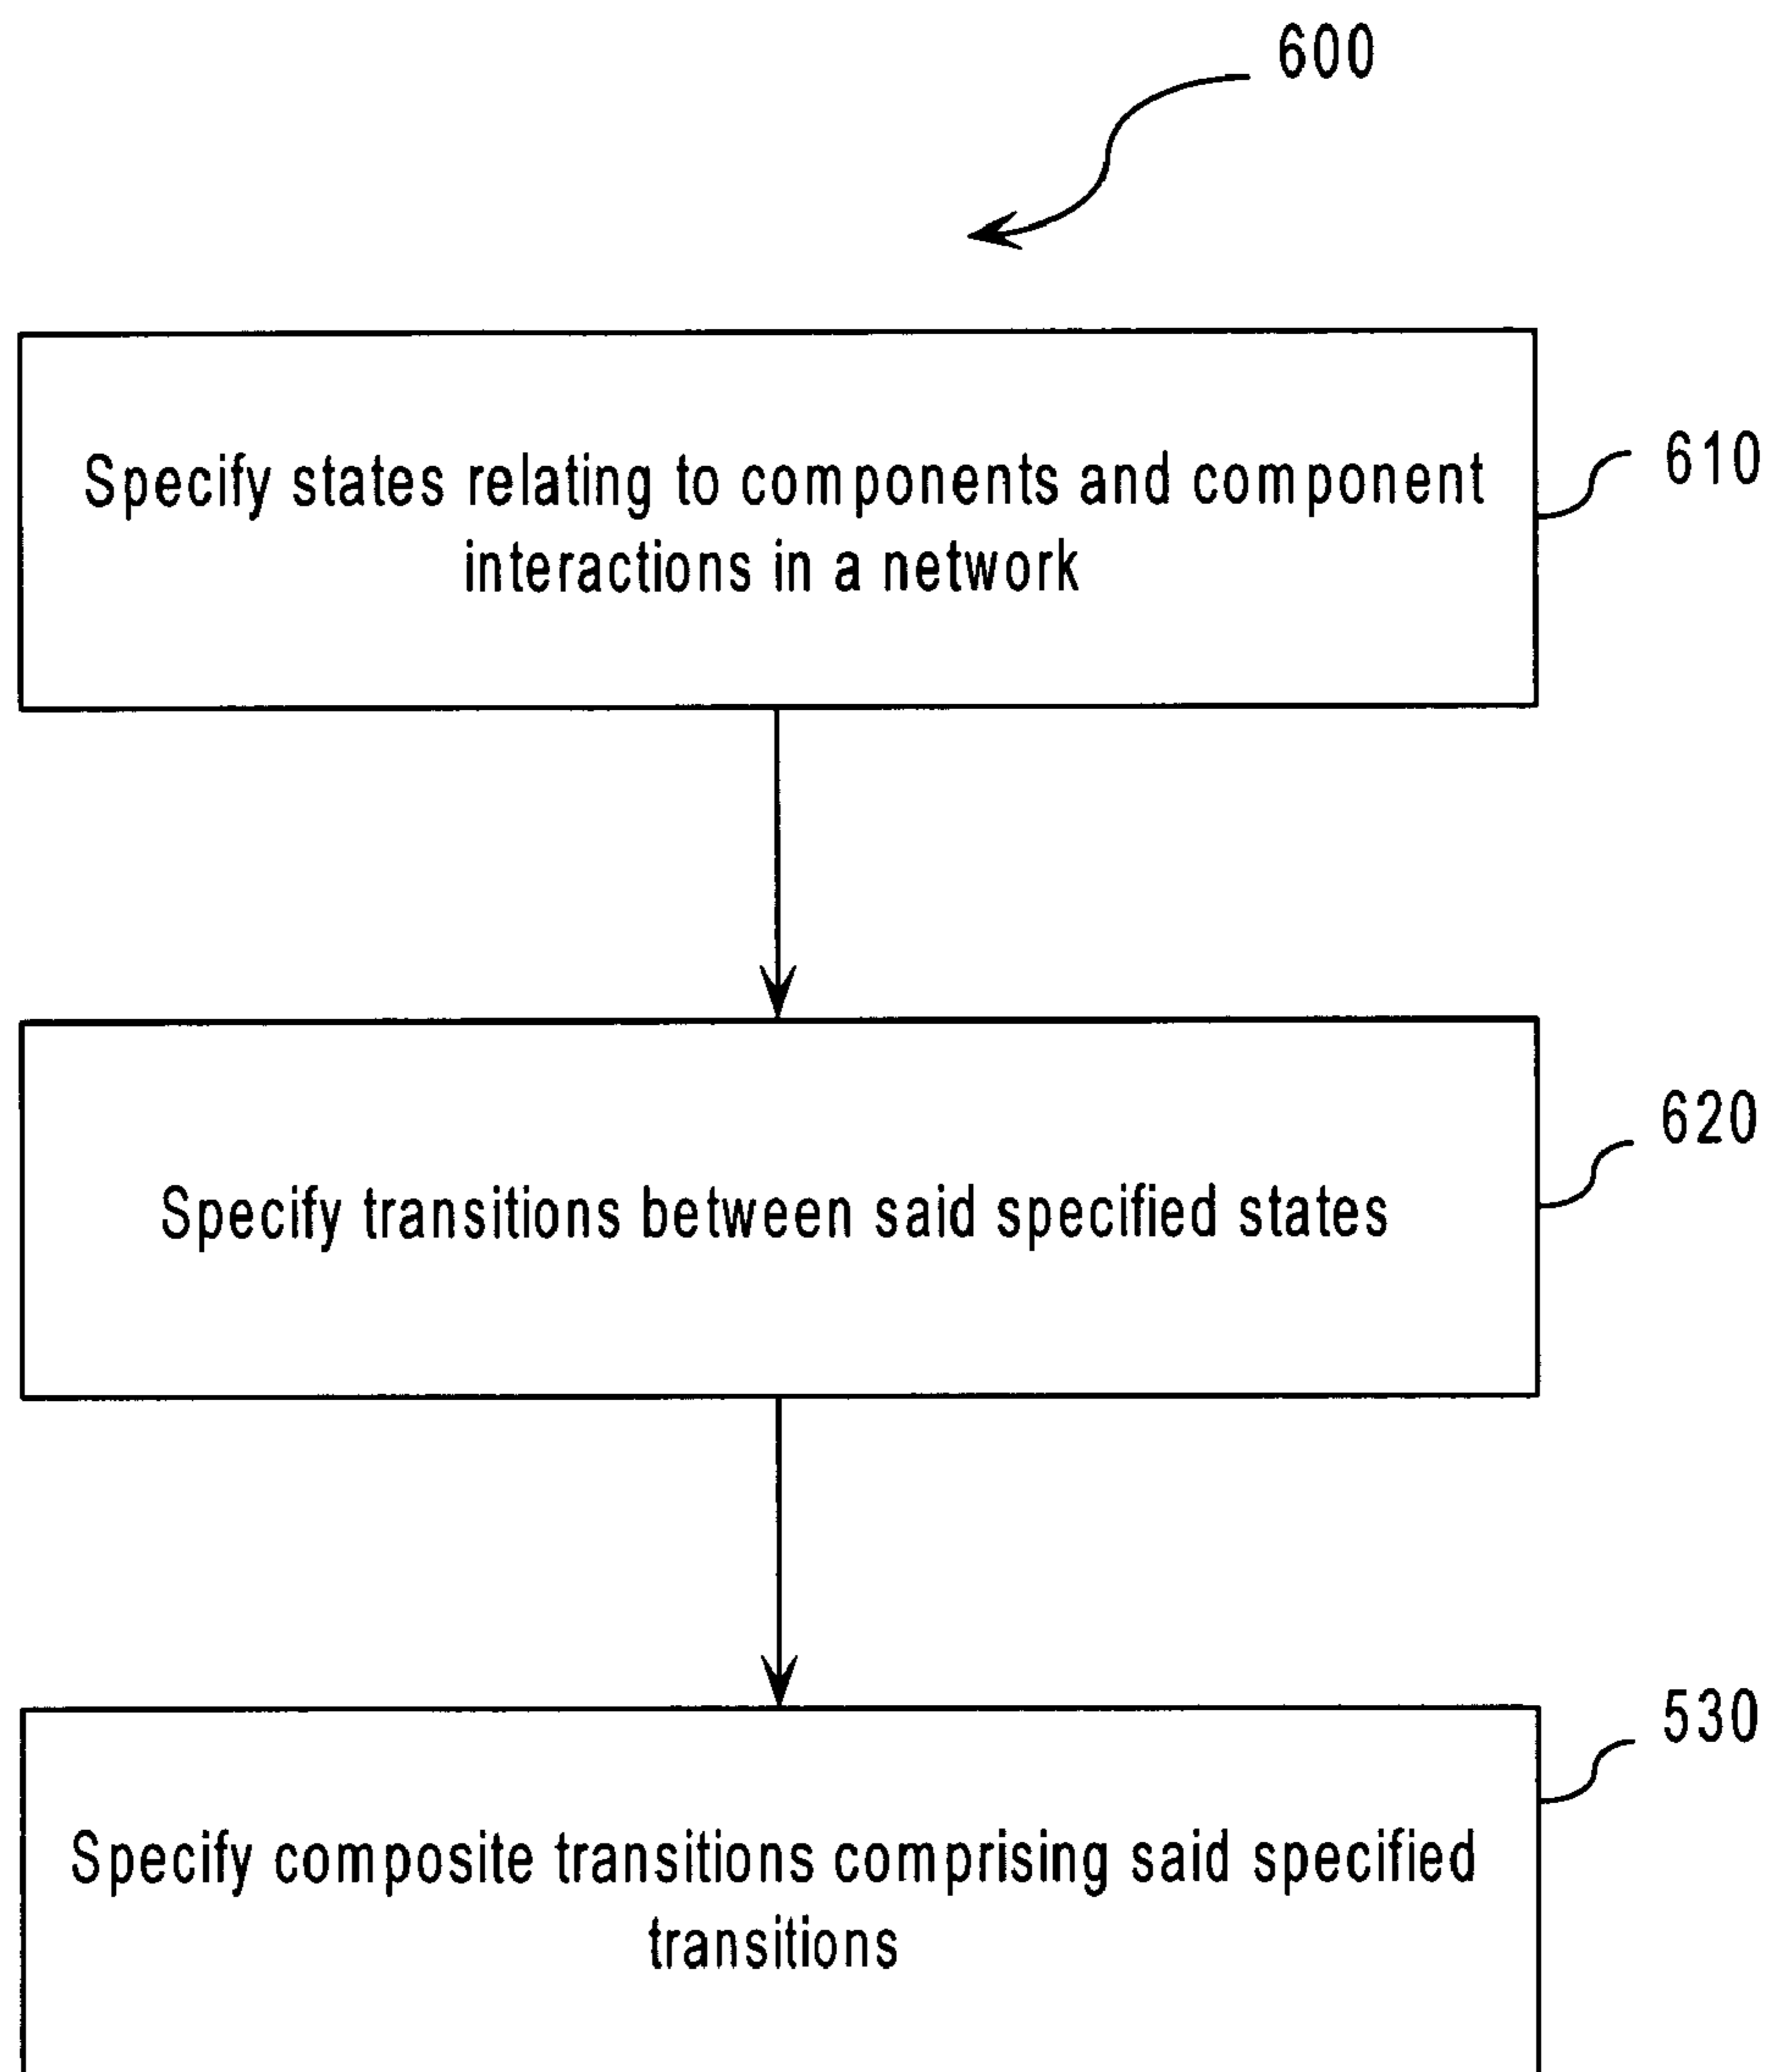 600
Specify states relating to components and component
interactions in a network
610
620
Specify transitions between said specified states
530
Specify composite transitions comprising said specified
transitions